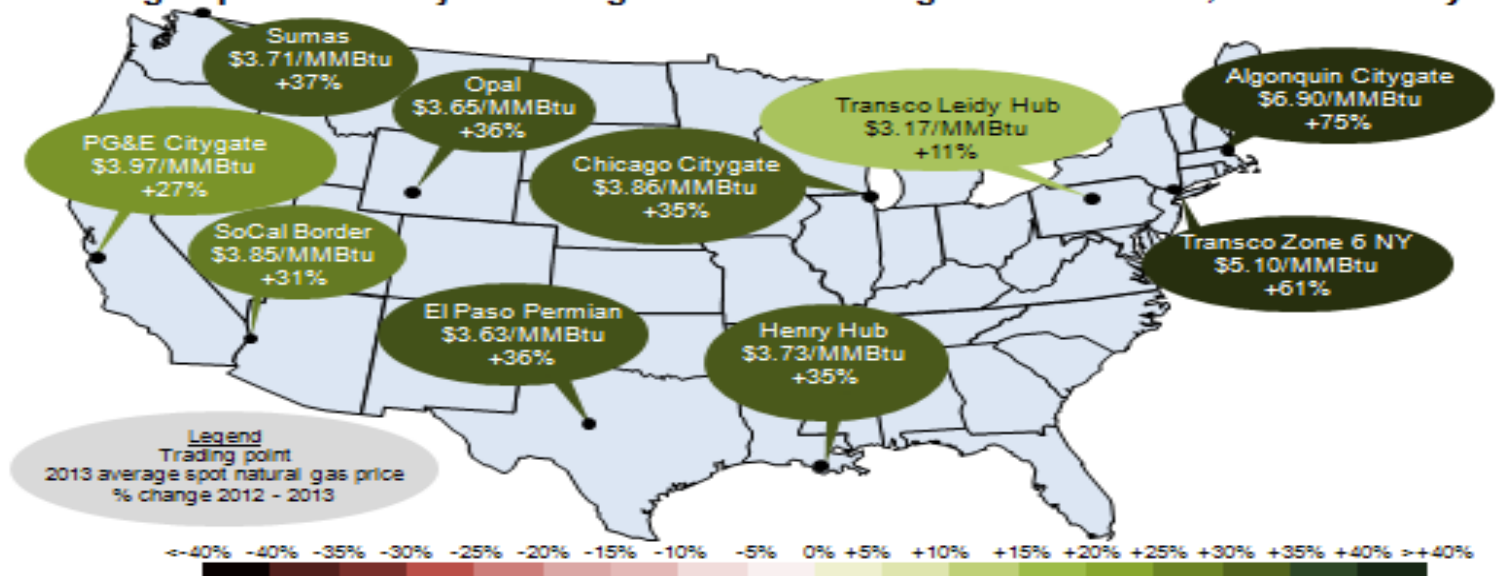 Sumas
$3.71/MMBtu
+37%
Opal
$3.65/MMBtu
+36%
Transco Leidy Hub
$3.17/MMBtu
+11%
Algonquin Citygate
$6.90/MMBtu
+75%
PG&E Citygate
$3.97/MMBtu
+27%
Chicago Citygate
$3.86/MMBtu
+35%
SoCal Border
$3.85/MMBtu
+31%
Transco Zone 6 NY
$5.10/MMBtu
+61%
El Paso Permian
$3.63/MMBtu
+36%
Henry Hub
$3.73/MMBtu
+35%
Legend
Trading point
2013 average spot natural gas price
% change 2012 - 2013
<-40% -40% -35% -30% -25% -20% -15% -10% -5% 0% +5% +10% +15% +20% +25% +30% +35% +40% >+40%